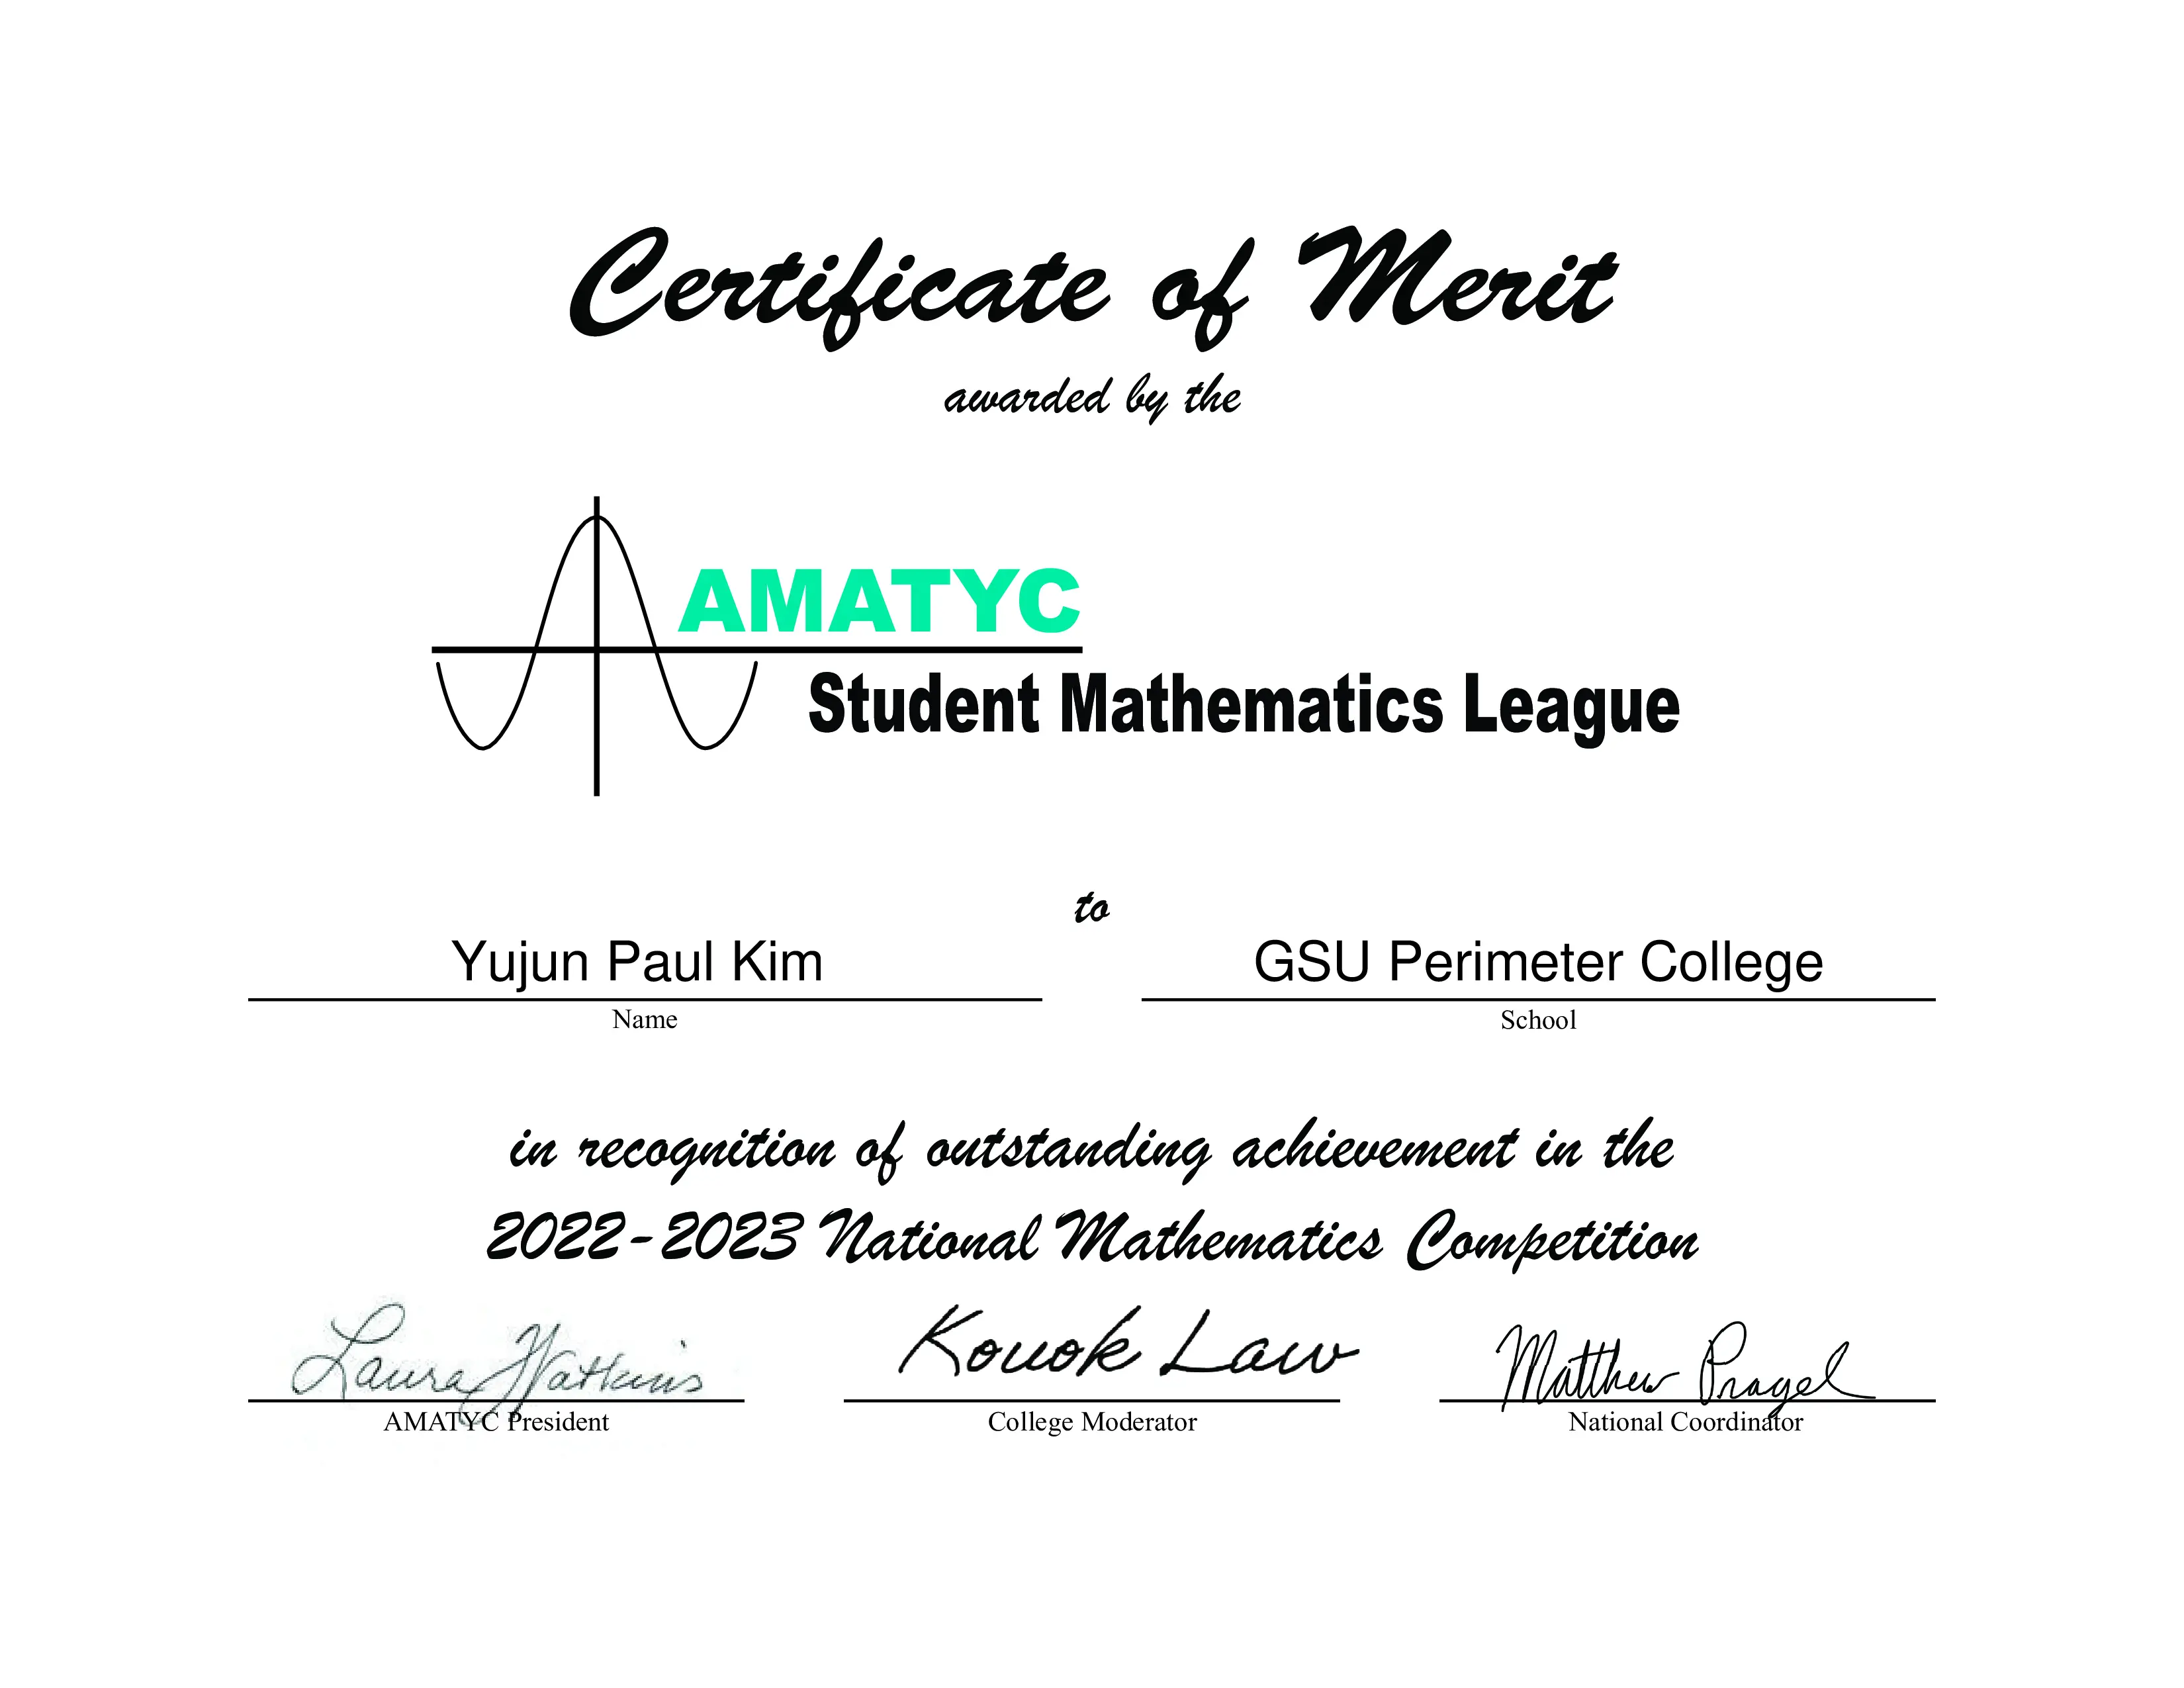 Certificate of Merit
awarded by the
AMATYC
Student Mathematics League
to
Yujun Paul Kim
GSU Perimeter College
Name
School
in recognition of outstanding achievement in the
2022-2023 National Mathematics Competition
Laura Watkins
Kouok Law
Matthew Pragel
AMATYC President
College Moderator
National Coordinator